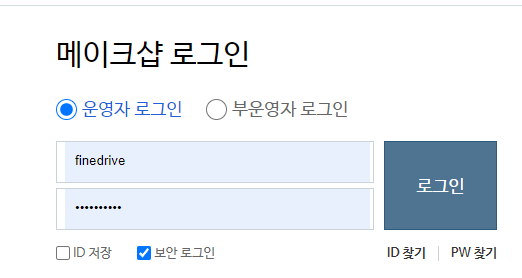 메이크샵 로그인
운영자 로그인 부운영자 로그인
finedrive
••••••••••
로그인
ID 저장 보안 로그인 ID 찾기 PW 찾기